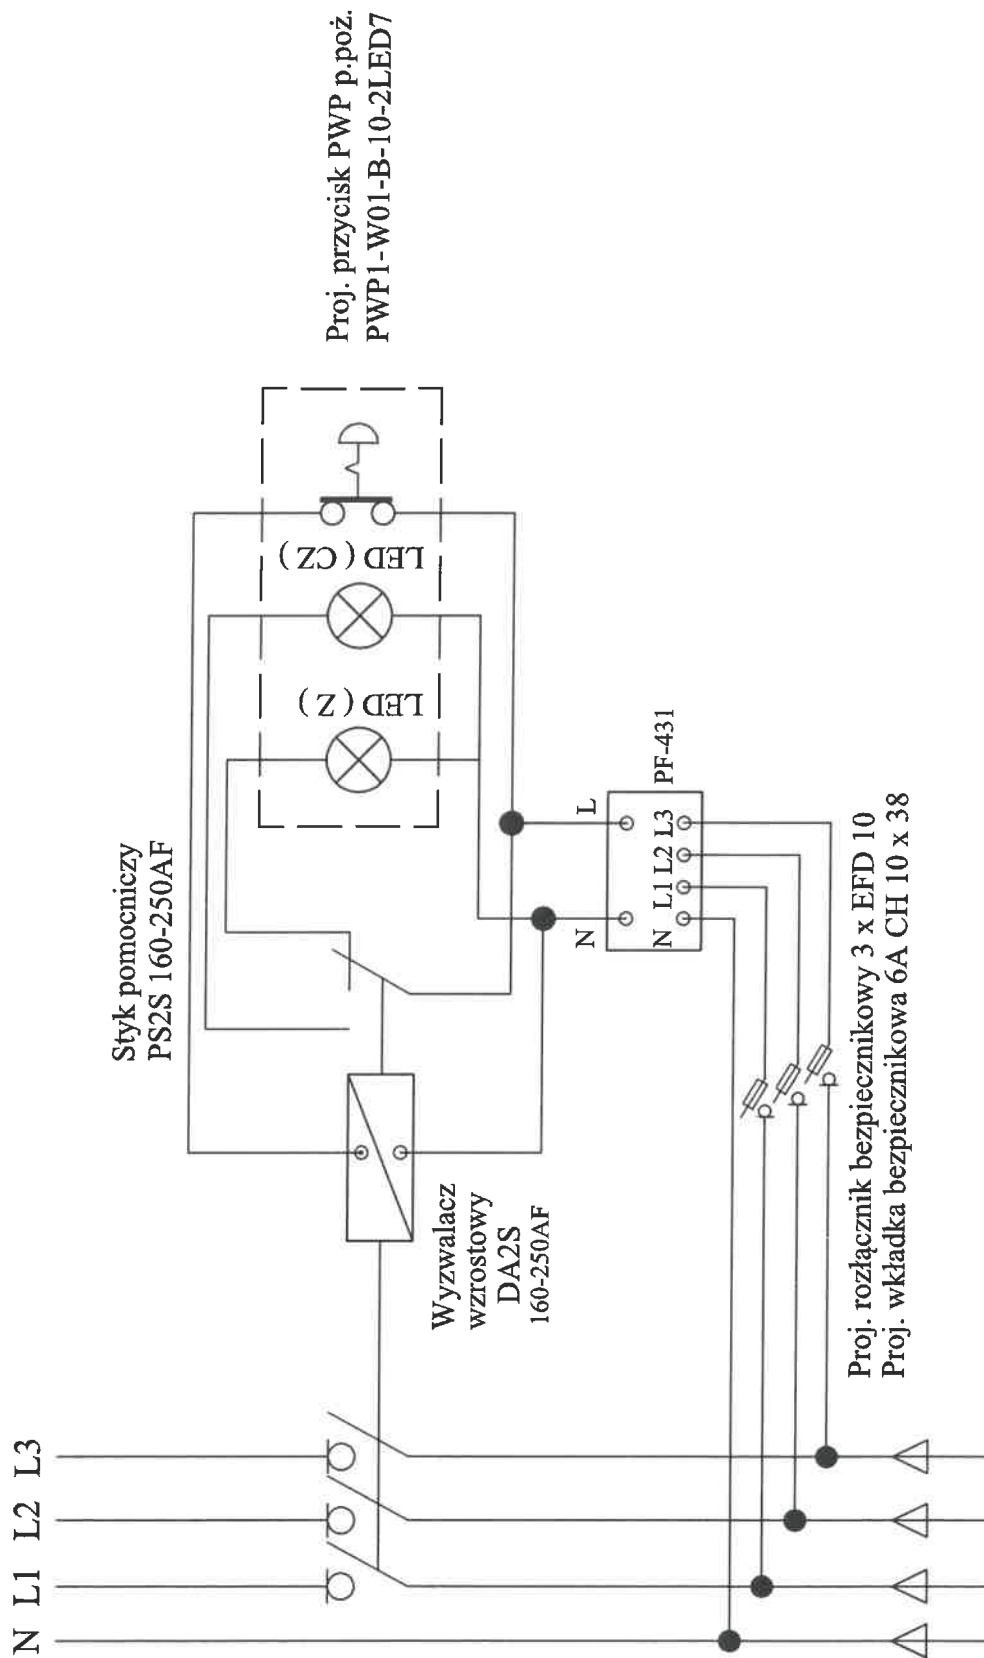 Proj. przycisk PWP p.poż.
PWP1-W01-B-10-2LED7
LED ( CZ )
LED ( Z )
Styk pomocniczy
PS2S 160-250AF
Wyzwalacz
wzrostowy
DA2S
160-250AF
N L
PF-431
N L1 L2 L3
Proj. rozłącznik bezpiecznikowy 3 x EFD 10
Proj. wkładka bezpiecznikowa 6A CH 10 x 38
N L1 L2 L3